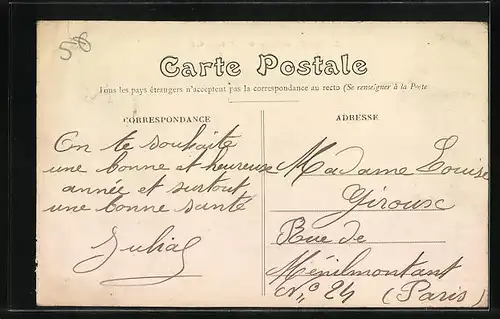 58
Carte Postale
Tous les pays étrangers n'acceptent pas la correspondance au recto (Se renseigner à la Poste
CORRESPONDANCE
ADRESSE
On te souhaite
une bonne et heureuse
année et surtout
une bonne santé
Madame Louise
Giroux
Rue de
Ménilmontant
No 24 (Paris)